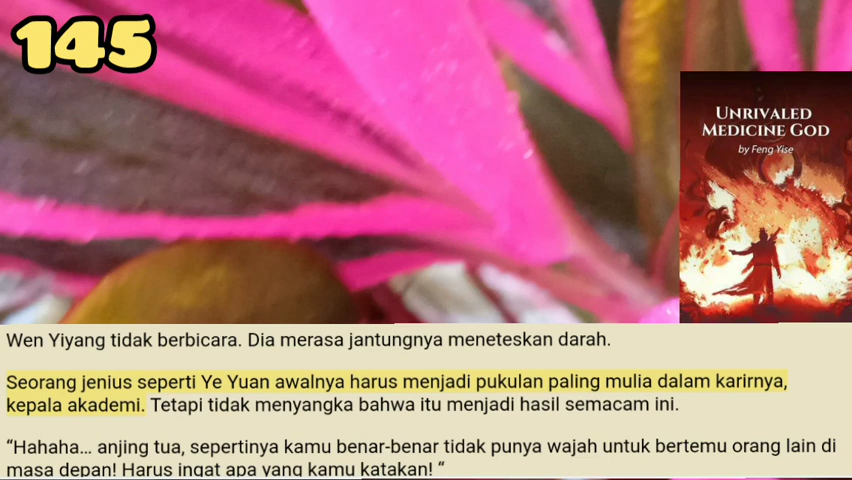 145
UNRIVALED
MEDICINE GOD
by Feng Yise
Wen Yiyang tidak berbicara. Dia merasa jantungnya meneteskan darah.
Seorang jenius seperti Ye Yuan awalnya harus menjadi pukulan paling mulia dalam karirnya,
kepala akademi. Tetapi tidak menyangka bahwa itu menjadi hasil semacam ini.
“Hahaha… anjing tua, sepertinya kamu benar-benar tidak punya wajah untuk bertemu orang lain di
masa depan! Harus ingat apa yang kamu katakan! “